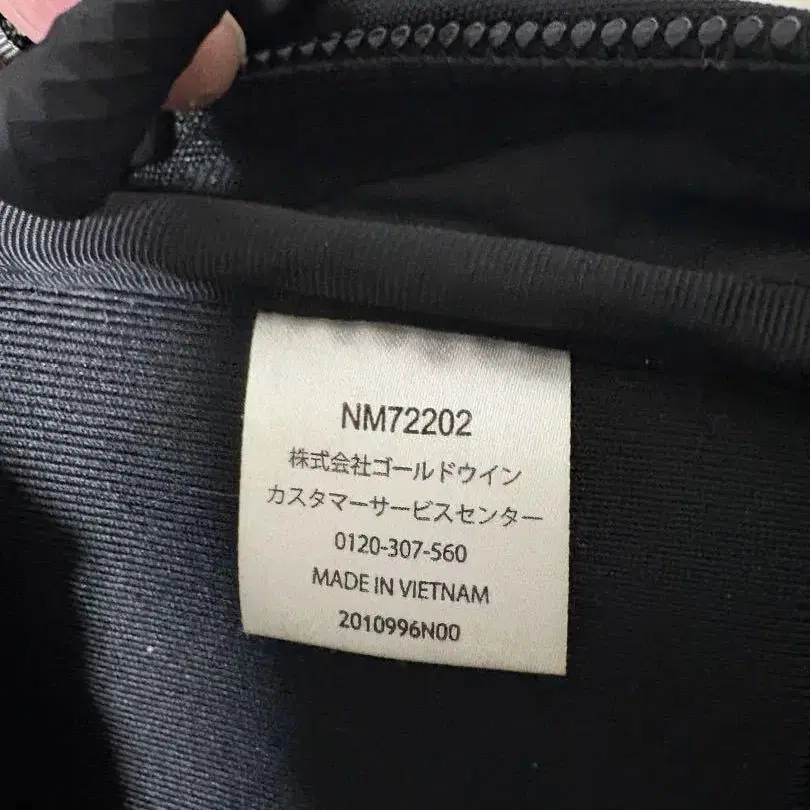 NM72202
株式会社ゴールドウイン
カスタマーサービスセンター
0120-307-560
MADE IN VIETNAM
2010996N00